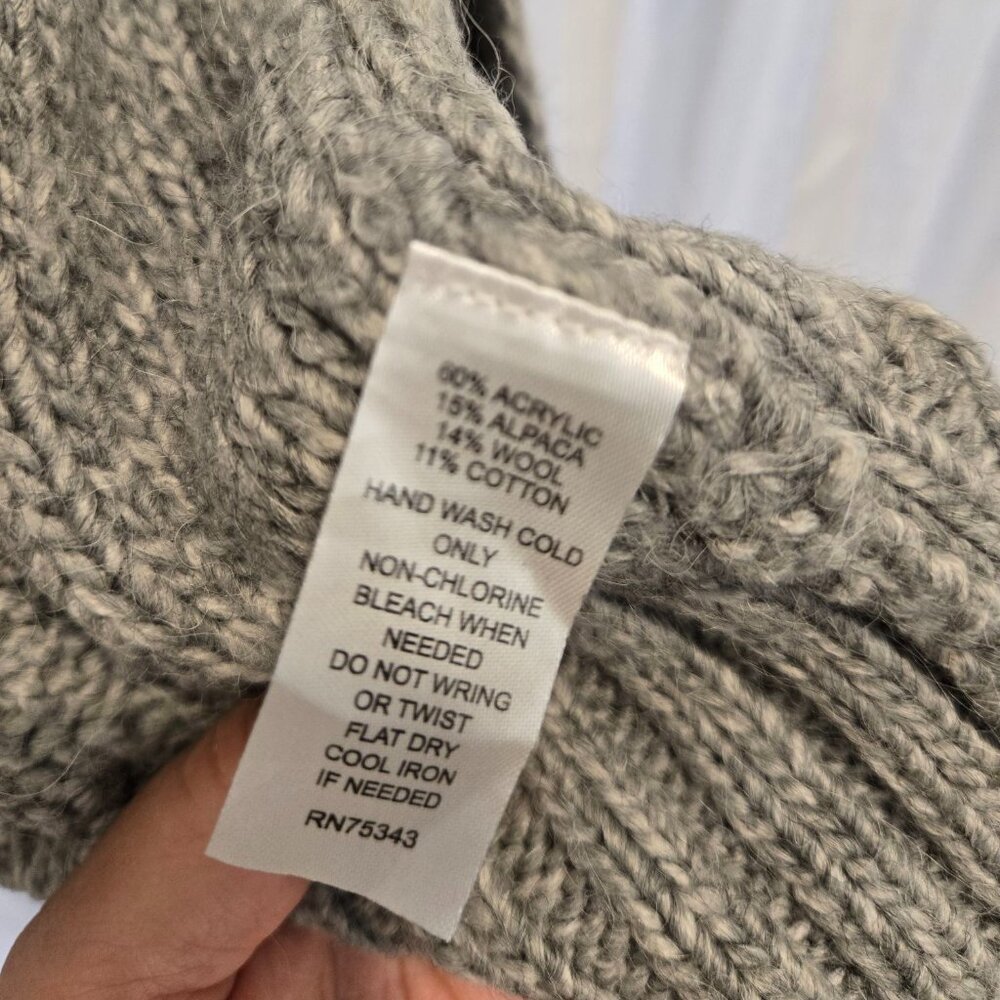 60% ACRYLIC
15% ALPACA
14% WOOL
11% COTTON
HAND WASH COLD
ONLY
NON-CHLORINE
BLEACH WHEN
NEEDED
DO NOT WRING
OR TWIST
FLAT DRY
COOL IRON
IF NEEDED
RN75343